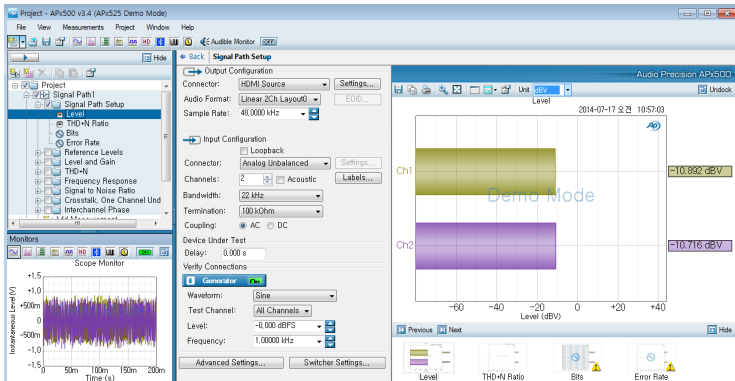 Project - APx500 v3.4 (APx525 Demo Mode)
File View Measurements Project Window Help
HD Audible Monitor OFF
Hide
Project
Signal Path1
Signal Path Setup
Level
THD+N Ratio
Bits
Error Rate
Reference Levels
Level and Gain
THD+N
Frequency Response
Signal to Noise Ratio
Crosstalk, One Channel Und
Interchannel Phase
Monitors
HD
Scope Monitor
Instantaneous Level (V)
+1,5
+1,0
+500m
0
-500m
-1,0
-1,5
0 50m 100m 150m 200m
Time (s)
Back Signal Path Setup
Output Configuration
Connector: HDMI Source Settings...
Audio Format: Linear 2Ch Layout0 EDID...
Sample Rate: 48,0000 kHz
Input Configuration
Loopback
Connector: Analog Unbalanced Settings...
Channels: 2 Acoustic Labels...
Bandwidth: 22 kHz
Termination: 100 kOhm
Coupling: AC DC
Device Under Test
Delay: 0,000 s
Verify Connections
Generator On
Waveform: Sine
Test Channel: All Channels
Level: -0,000 dBFS
Frequency: 1,00000 kHz
Advanced Settings... Switcher Settings...
Audio Precision APx500
Unit dBV Undock
Level
2014-07-17 오전 10:57:03
Ap
Ch1 -10.892 dBV
Demo Mode
Ch2 -10.716 dBV
-60 -40 -20 0 +20 +40
Level (dBV)
Previous Next Hide
Level THD+N Ratio Bits Error Rate